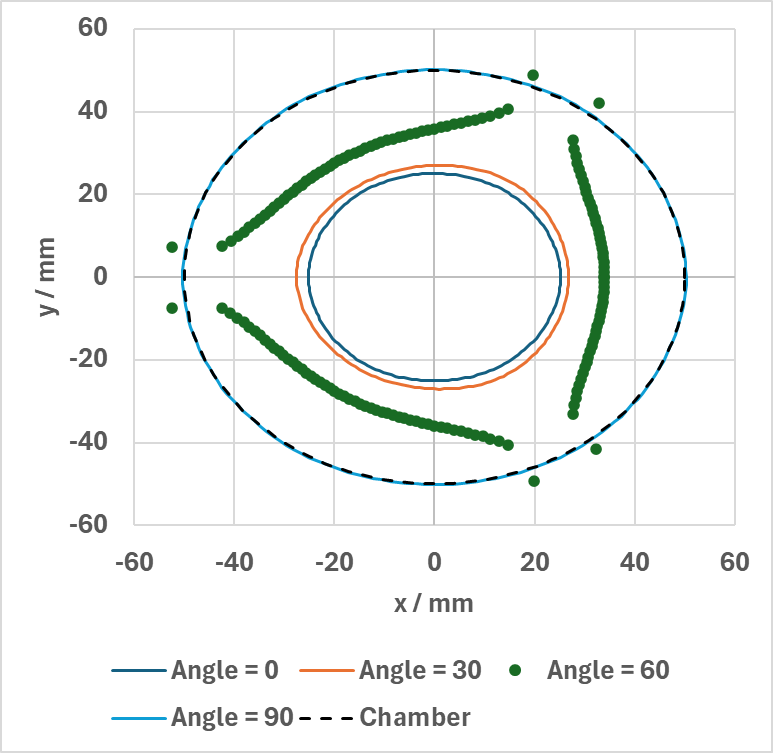 60
40
20
0
-20
-40
-60
-60 -40 -20 0 20 40 60
y / mm
x / mm
Angle = 0 Angle = 30 Angle = 60
Angle = 90 Chamber